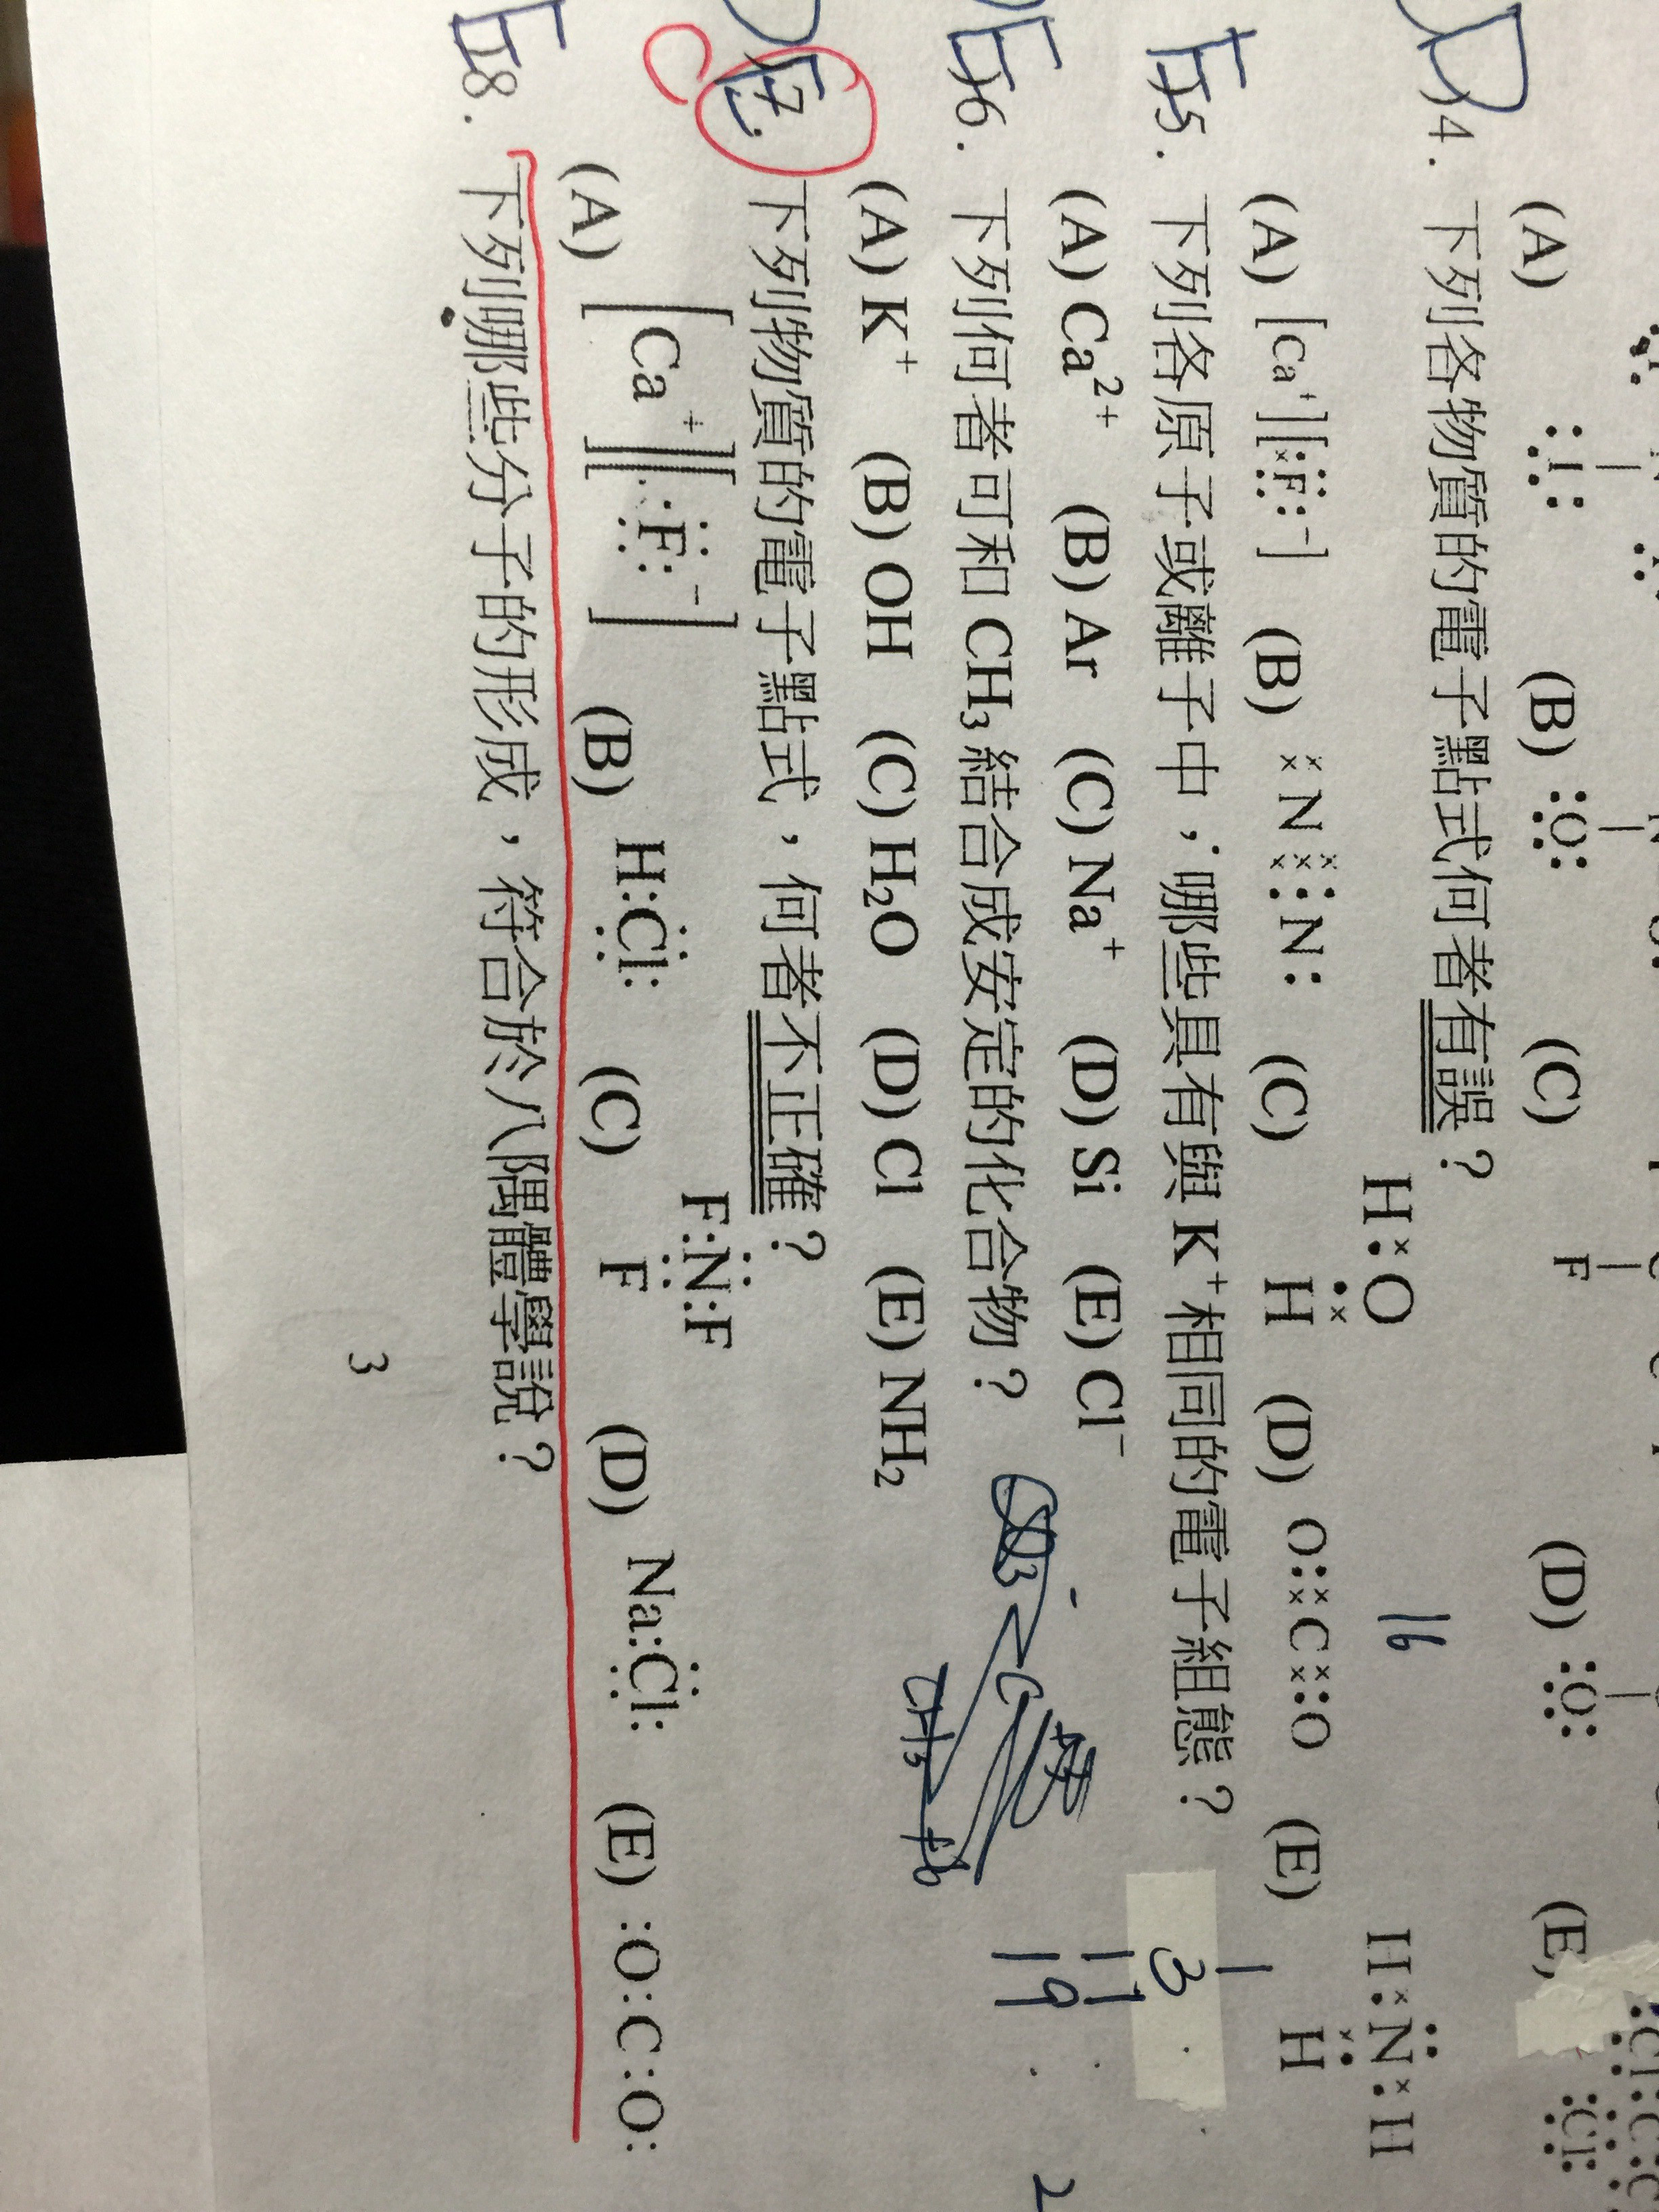 (A) (B) (C) (D) (E)
:I: :O: F :O: :Cl:
D 4. 下列各物質的電子點式何者有誤？ 16
(A) [Ca⁺][:F:⁻] (B) ×N⋮⋮N: (C) H:O H (D) O::C::O (E) H:N:H H
E 5. 下列各原子或離子中，哪些具有與 K⁺相同的電子組態？
(A) Ca²⁺ (B) Ar (C) Na⁺ (D) Si (E) Cl⁻
DE 6. 下列何者可和 CH₃ 結合成安定的化合物？
(A) K⁺ (B) OH (C) H₂O (D) Cl (E) NH₂
7. 下列物質的電子點式，何者不正確？
C
(A) [Ca⁺][:F:⁻] (B) H:Cl: (C) F:N:F F (D) Na:Cl: (E) :O:C:O:
E 8. 下列哪些分子的形成，符合於八隅體學說？
3